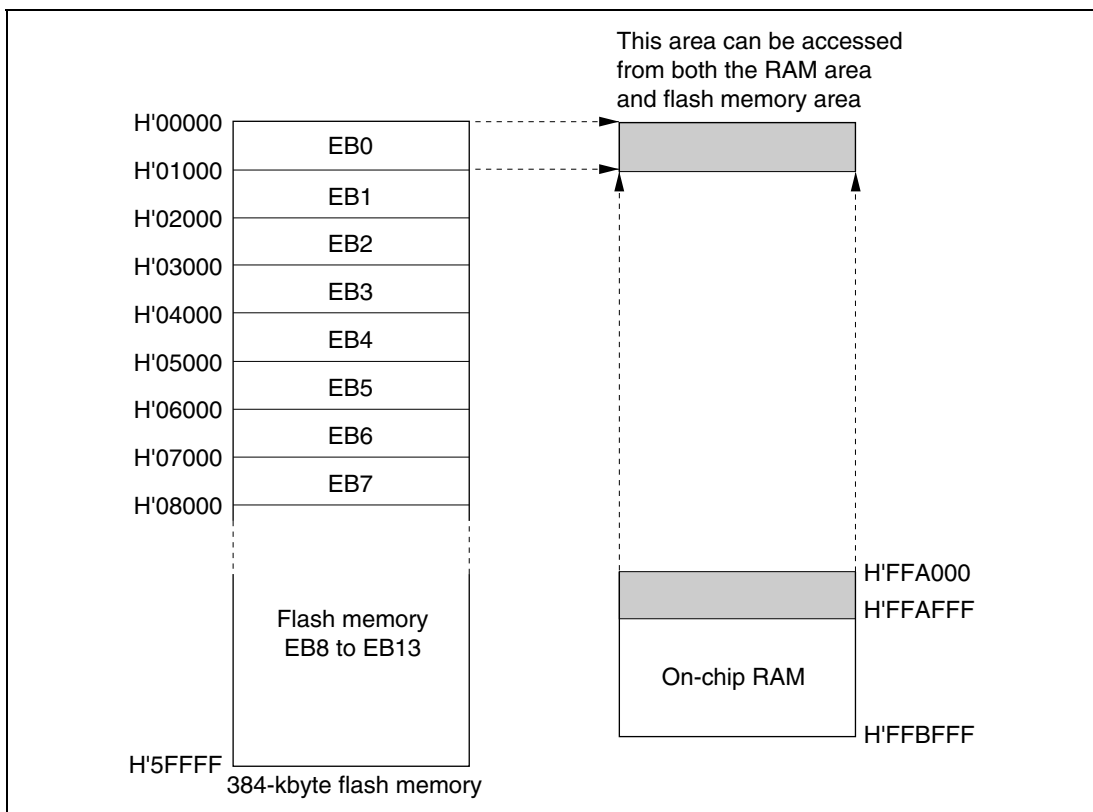 This area can be accessed
from both the RAM area
and flash memory area
H'00000
EB0
H'01000
EB1
H'02000
EB2
H'03000
EB3
H'04000
EB4
H'05000
EB5
H'06000
EB6
H'07000
EB7
H'08000
H'FFA000
H'FFAFFF
Flash memory
EB8 to EB13
On-chip RAM
H'FFBFFF
H'5FFFF
384-kbyte flash memory